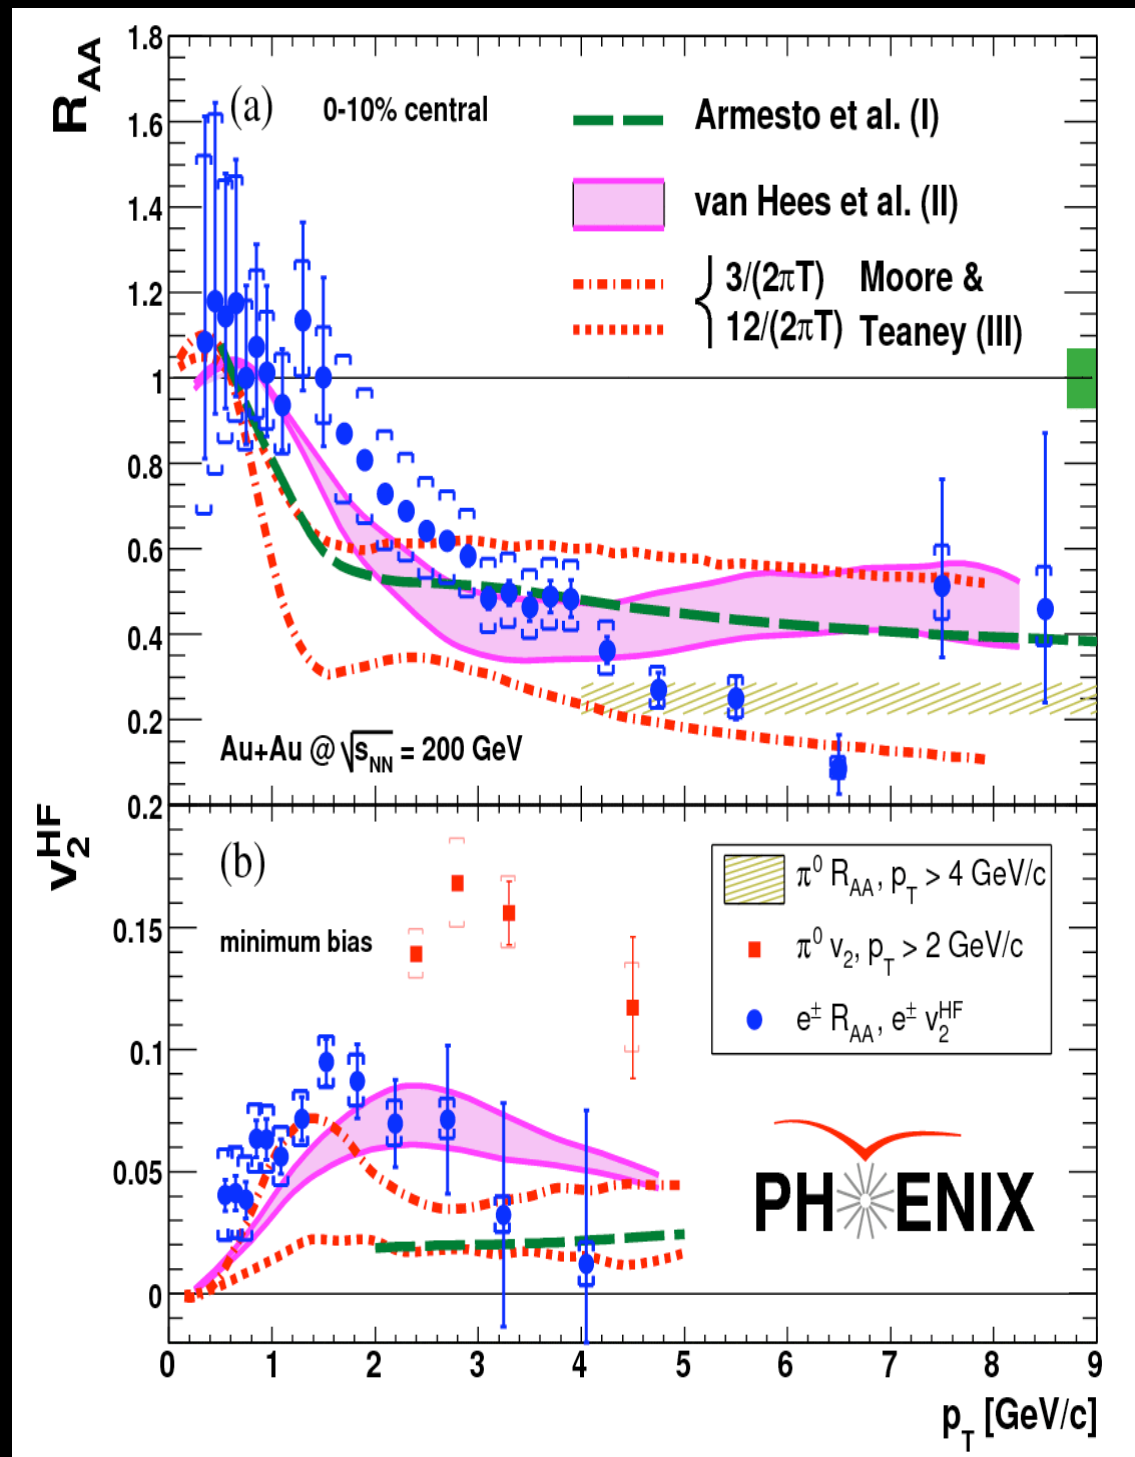 R_AA
1.8
1.6
1.4
1.2
1
0.8
0.6
0.4
0.2
(a)
0-10% central
Armesto et al. (I)
van Hees et al. (II)
3/(2πT) Moore &
12/(2πT) Teaney (III)
Au+Au @ √s_NN = 200 GeV
v_2^HF
0.2
0.15
0.1
0.05
0
(b)
minimum bias
π⁰ R_AA, p_T > 4 GeV/c
π⁰ v_2, p_T > 2 GeV/c
e± R_AA, e± v_2^HF
PHENIX
0 1 2 3 4 5 6 7 8 9
p_T [GeV/c]